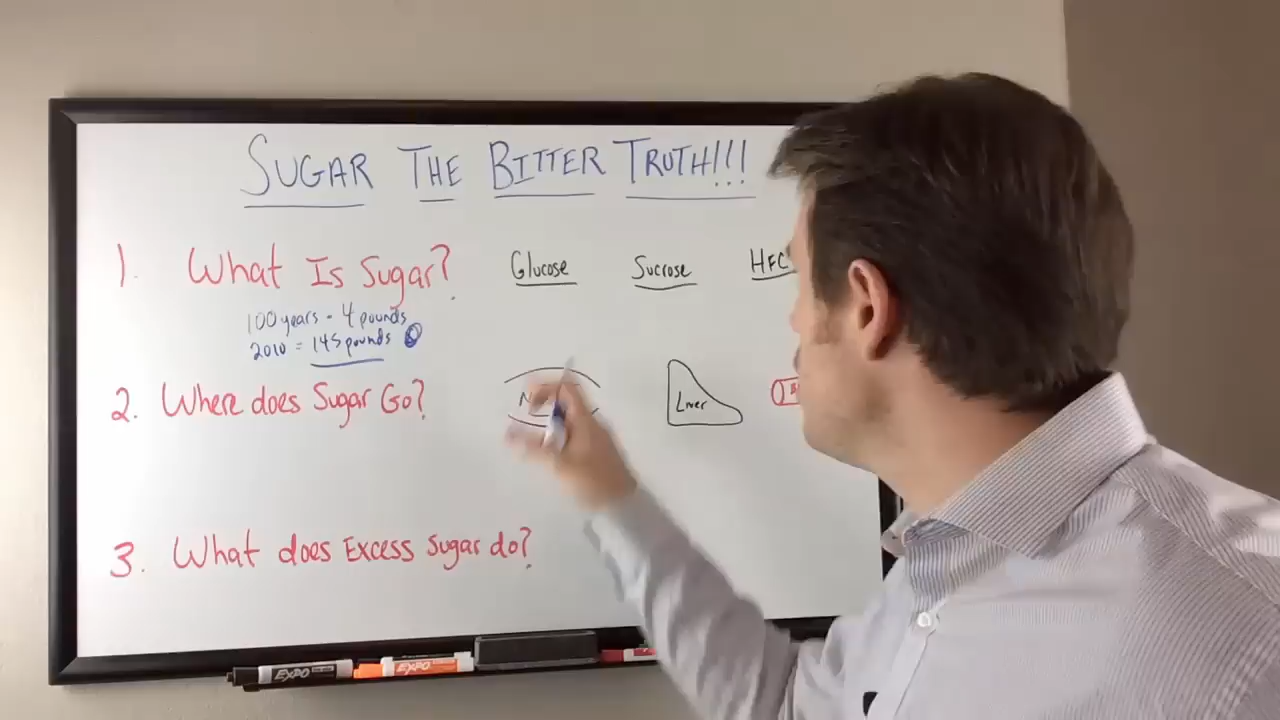 SUGAR THE BITTER TRUTH!!!
1. What Is Sugar? Glucose Sucrose HFC
100 years - 4 pounds
2010 = 145 pounds
2. Where does Sugar Go? Liver
3. What does Excess Sugar do?
EXPO EXPO